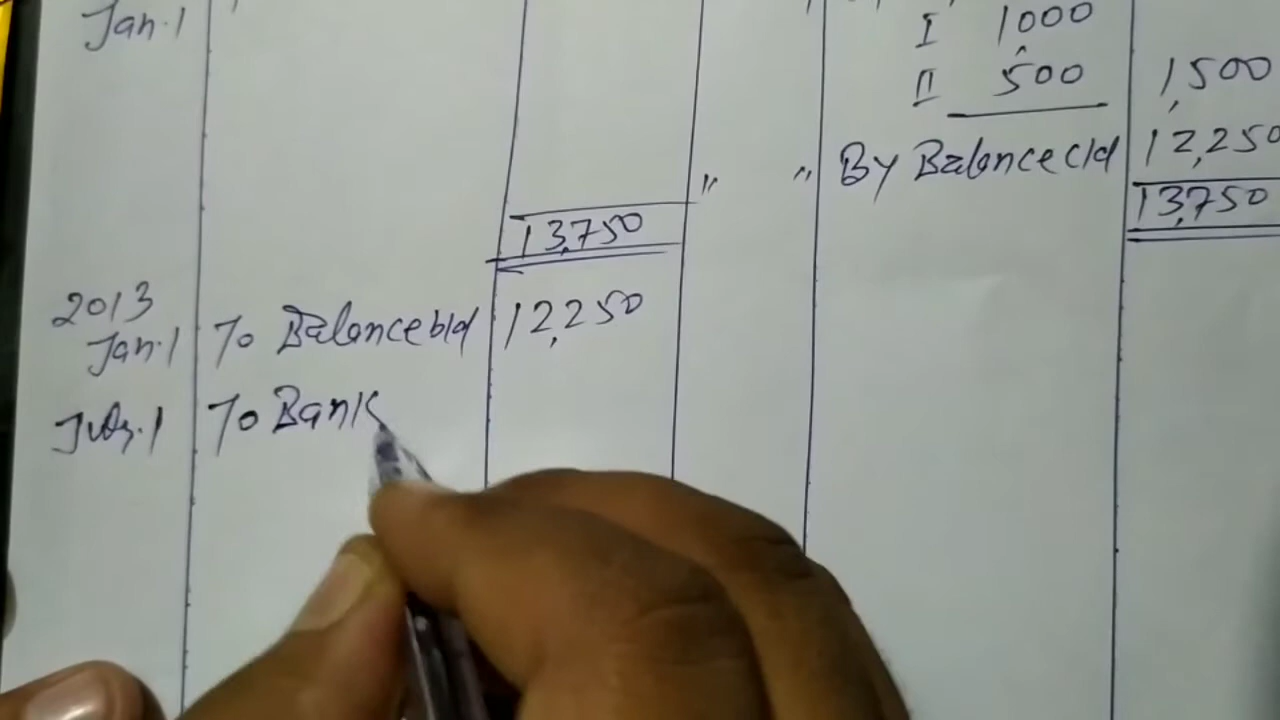 Jan.1
I 1000
II 500 1,500
" " By Balance c/d 12,250
13,750 13,750
2013
Jan.1 To Balance b/d 12,250
July.1 To Bank